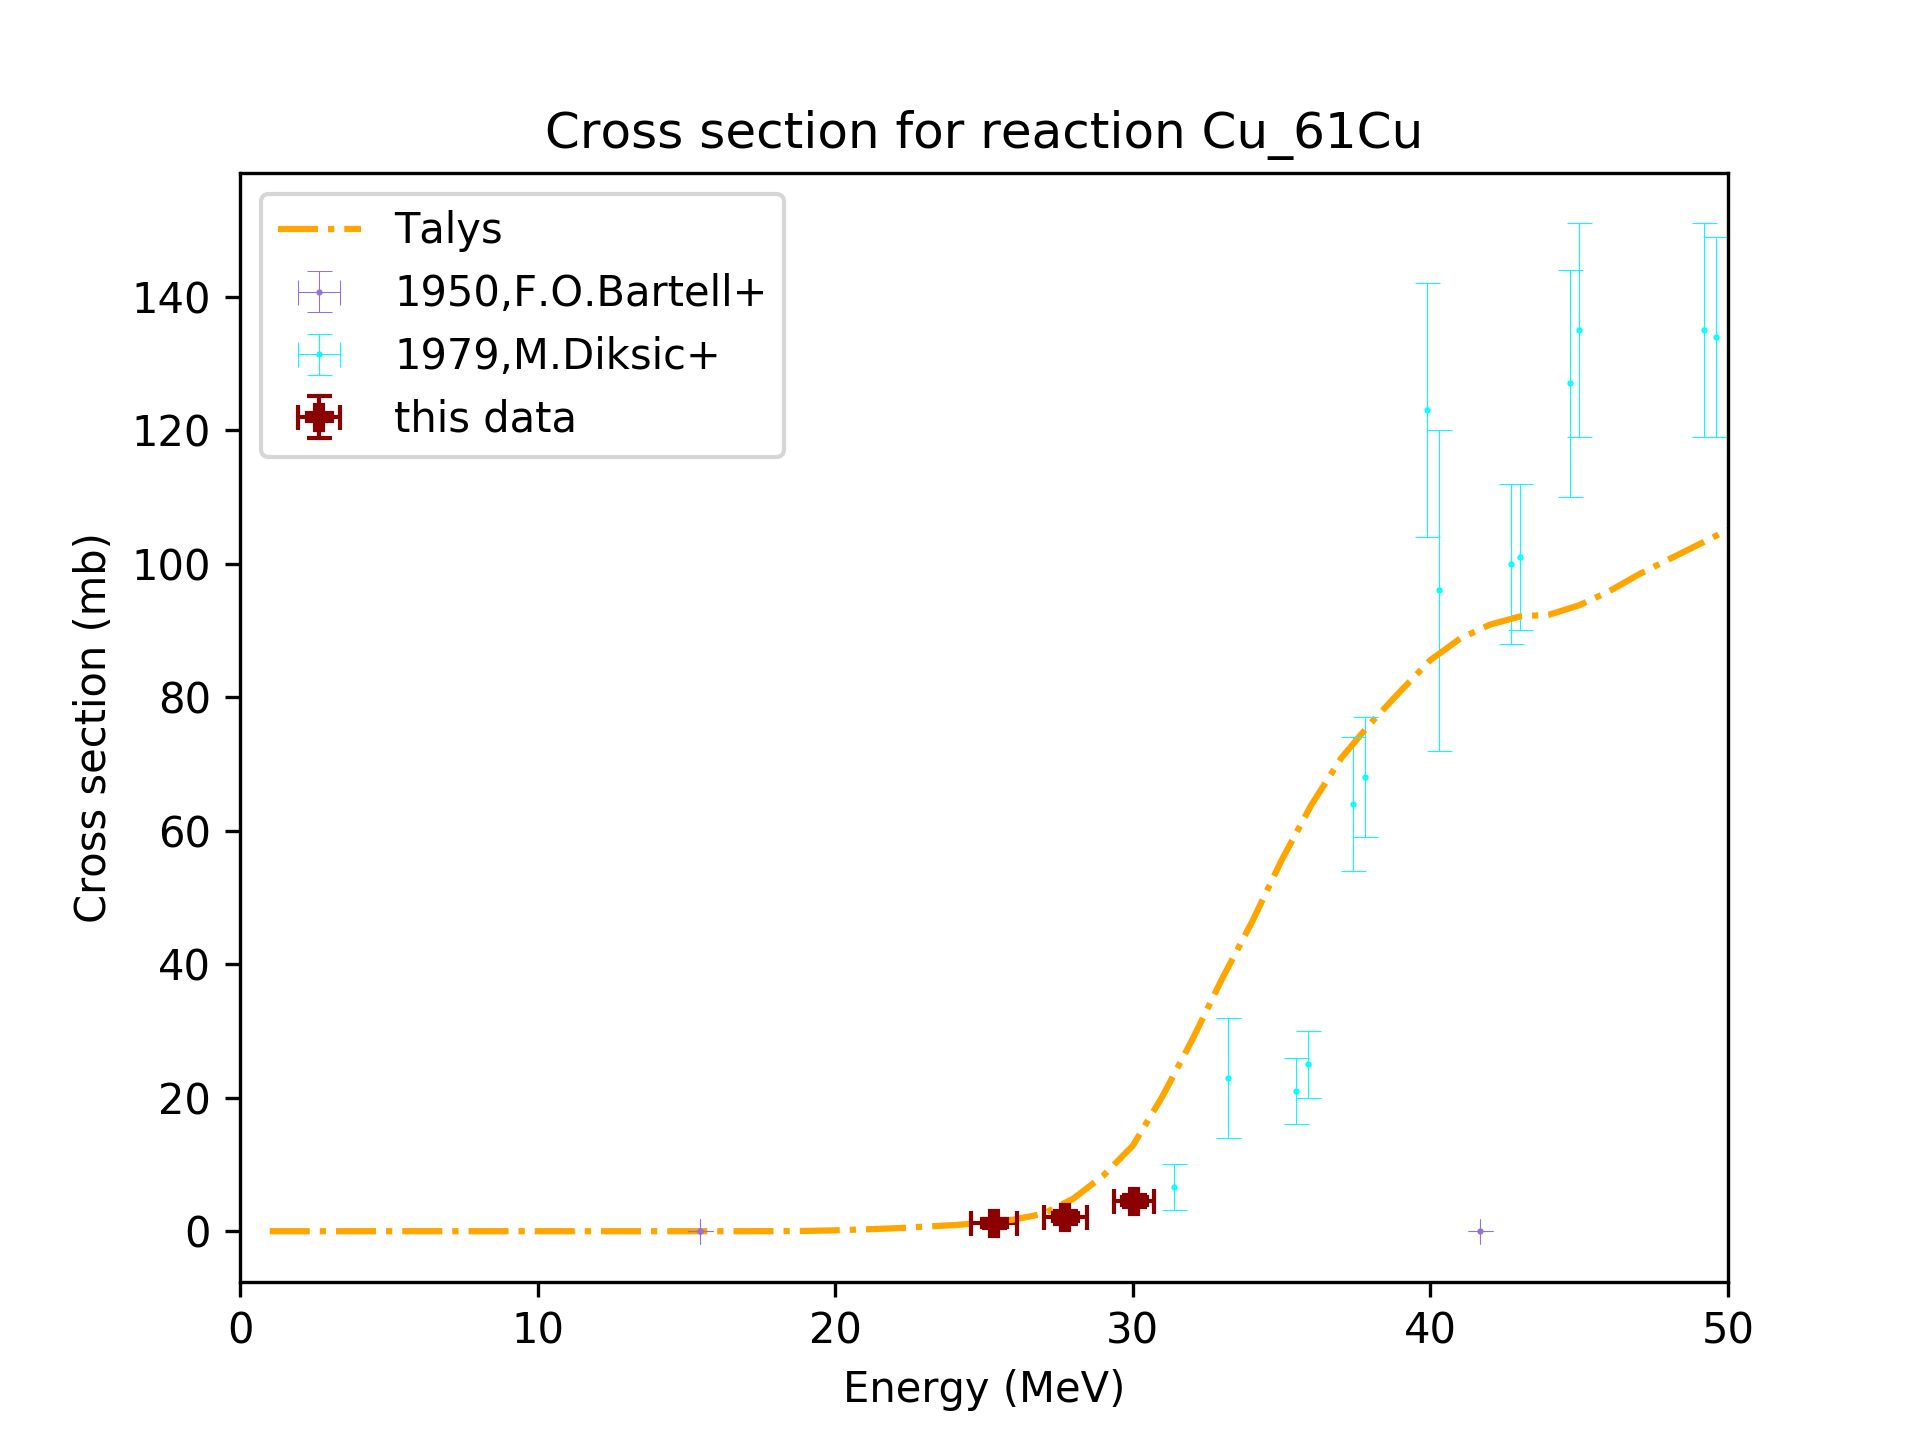 Cross section for reaction Cu_61Cu
Talys
1950,F.O.Bartell+
1979,M.Diksic+
this data
Cross section (mb)
140
120
100
80
60
40
20
0
0 10 20 30 40 50
Energy (MeV)